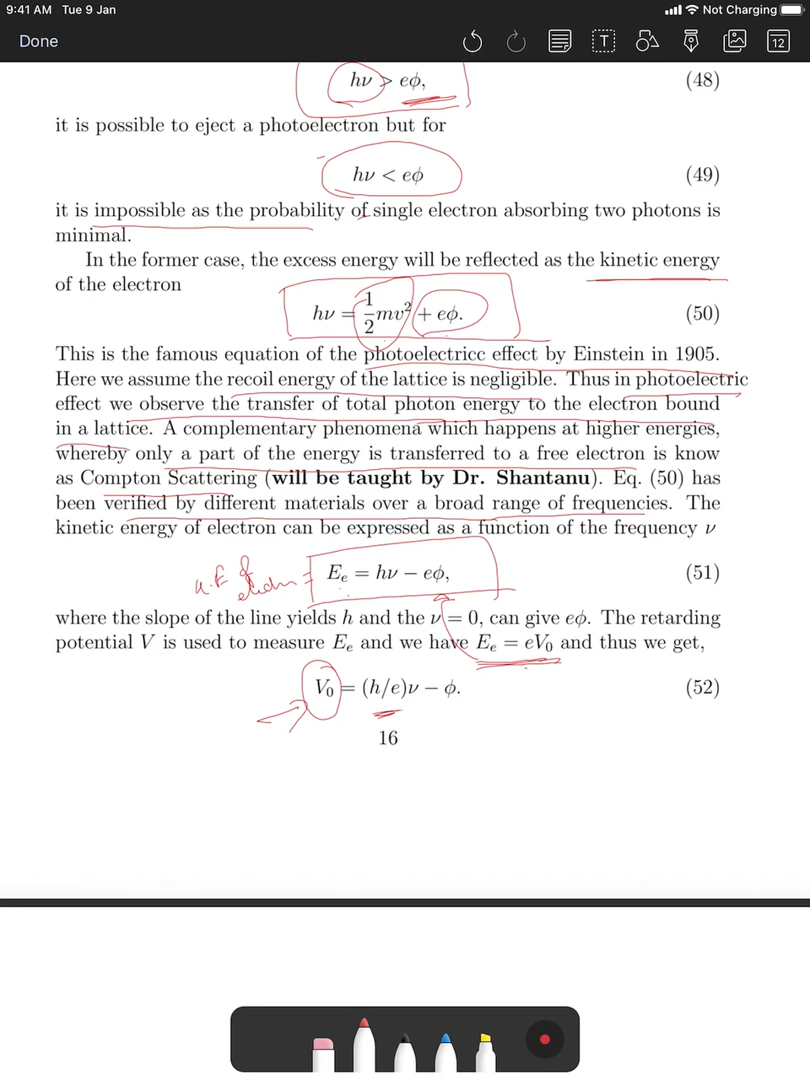 9:41 AM Tue 9 Jan Not Charging
Done T 12
hν > eϕ, (48)
it is possible to eject a photoelectron but for
hν < eϕ (49)
it is impossible as the probability of single electron absorbing two photons is
minimal.
In the former case, the excess energy will be reflected as the kinetic energy
of the electron
hν = 1/2 mv² + eϕ. (50)
This is the famous equation of the photoelectricc effect by Einstein in 1905.
Here we assume the recoil energy of the lattice is negligible. Thus in photoelectric
effect we observe the transfer of total photon energy to the electron bound
in a lattice. A complementary phenomena which happens at higher energies,
whereby only a part of the energy is transferred to a free electron is know
as Compton Scattering (will be taught by Dr. Shantanu). Eq. (50) has
been verified by different materials over a broad range of frequencies. The
kinetic energy of electron can be expressed as a function of the frequency ν
K.E of
electron = Eₑ = hν − eϕ, (51)
where the slope of the line yields h and the ν = 0, can give eϕ. The retarding
potential V is used to measure Eₑ and we have Eₑ = eV₀ and thus we get,
V₀ = (h/e)ν − ϕ. (52)
16